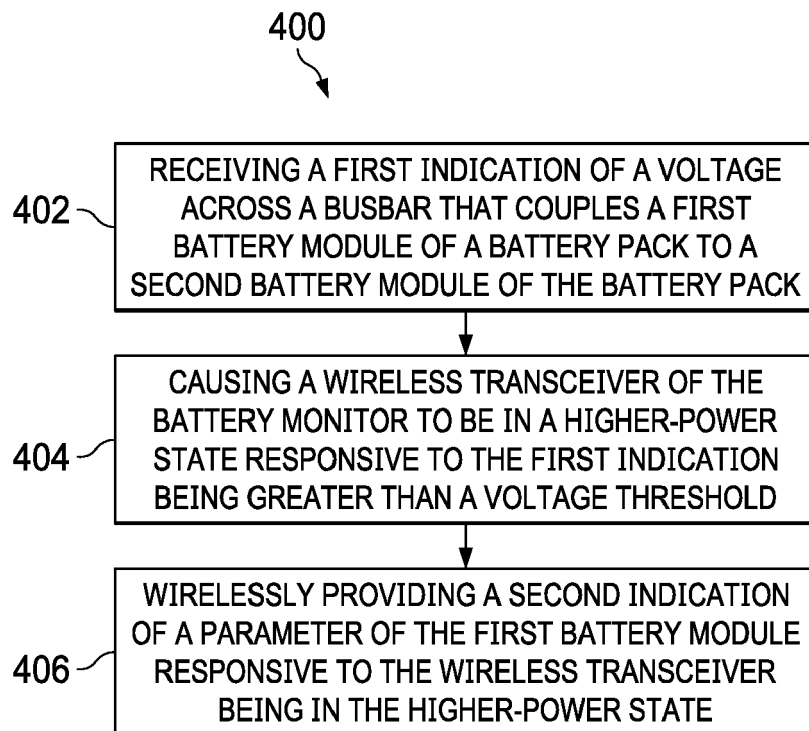 400
402
RECEIVING A FIRST INDICATION OF A VOLTAGE
ACROSS A BUSBAR THAT COUPLES A FIRST
BATTERY MODULE OF A BATTERY PACK TO A
SECOND BATTERY MODULE OF THE BATTERY PACK
404
CAUSING A WIRELESS TRANSCEIVER OF THE
BATTERY MONITOR TO BE IN A HIGHER-POWER
STATE RESPONSIVE TO THE FIRST INDICATION
BEING GREATER THAN A VOLTAGE THRESHOLD
406
WIRELESSLY PROVIDING A SECOND INDICATION
OF A PARAMETER OF THE FIRST BATTERY MODULE
RESPONSIVE TO THE WIRELESS TRANSCEIVER
BEING IN THE HIGHER-POWER STATE